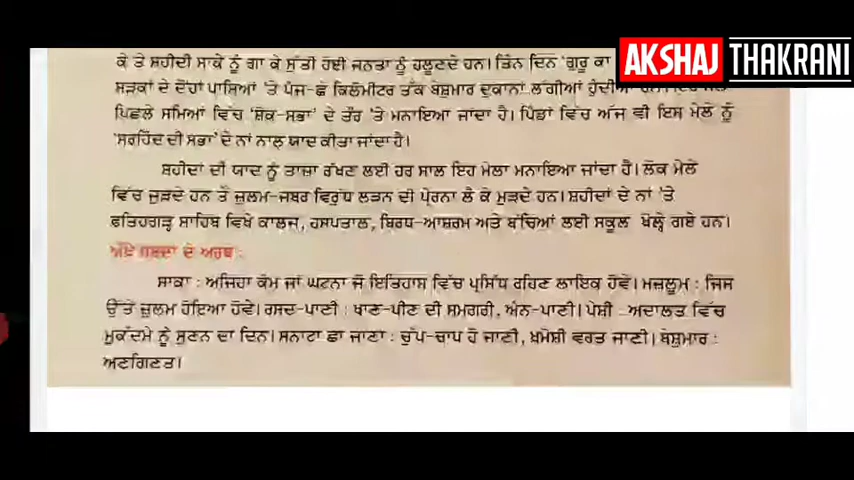 ਕੇ ਤੇ ਸ਼ਹੀਦੀ ਸਾਕੇ ਨੂੰ ਗਾ ਕੇ ਸੁੱਤੀ ਹੋਈ ਜਨਤਾ ਨੂੰ ਹਲੂਣਦੇ ਹਨ। ਤਿੰਨ ਦਿਨ 'ਗੁਰੂ ਕਾ
AKSHAJ THAKRANI
ਸੜਕਾਂ ਦੇ ਦੋਹਾਂ ਪਾਸਿਆਂ 'ਤੇ ਪੰਜ-ਛੇ ਕਿਲੋਮੀਟਰ ਤੱਕ ਬੇਸ਼ੁਮਾਰ ਦੁਕਾਨਾਂ ਲੱਗੀਆਂ
ਪਿਛਲੇ ਸਮਿਆਂ ਵਿੱਚ 'ਸ਼ੋਕ-ਸਭਾ' ਦੇ ਤੌਰ 'ਤੇ ਮਨਾਇਆ ਜਾਂਦਾ ਹੈ। ਪਿੰਡਾਂ ਵਿੱਚ ਅੱਜ ਵੀ ਇਸ ਮੇਲੇ ਨੂੰ
'ਸਰਹਿੰਦ ਦੀ ਸਭਾ' ਦੇ ਨਾਂ ਨਾਲ਼ ਯਾਦ ਕੀਤਾ ਜਾਂਦਾ ਹੈ।
ਸ਼ਹੀਦਾਂ ਦੀ ਯਾਦ ਨੂੰ ਤਾਜ਼ਾ ਰੱਖਣ ਲਈ ਹਰ ਸਾਲ ਇਹ ਮੇਲਾ ਮਨਾਇਆ ਜਾਂਦਾ ਹੈ। ਲੋਕ ਮੇਲੇ
ਵਿੱਚ ਜੁੜਦੇ ਹਨ ਤੇ ਜ਼ੁਲਮ-ਜਬਰ ਵਿਰੁੱਧ ਲੜਨ ਦੀ ਪ੍ਰੇਰਨਾ ਲੈ ਕੇ ਮੁੜਦੇ ਹਨ। ਸ਼ਹੀਦਾਂ ਦੇ ਨਾਂ 'ਤੇ
ਫਤਿਹਗੜ੍ਹ ਸਾਹਿਬ ਵਿਖੇ ਕਾਲਜ, ਹਸਪਤਾਲ, ਬਿਰਧ-ਆਸ਼ਰਮ ਅਤੇ ਬੱਚਿਆਂ ਲਈ ਸਕੂਲ ਖੋਲ੍ਹੇ ਗਏ ਹਨ।
ਔਖੇ ਸ਼ਬਦਾਂ ਦੇ ਅਰਥ :
ਸਾਕਾ : ਅਜਿਹਾ ਕੰਮ ਜਾਂ ਘਟਨਾ ਜੋ ਇਤਿਹਾਸ ਵਿੱਚ ਪ੍ਰਸਿੱਧ ਰਹਿਣ ਲਾਇਕ ਹੋਵੇ। ਮਜ਼ਲੂਮ : ਜਿਸ
ਉੱਤੇ ਜ਼ੁਲਮ ਹੋਇਆ ਹੋਵੇ। ਰਸਦ-ਪਾਣੀ : ਖਾਣ-ਪੀਣ ਦੀ ਸਮਗਰੀ, ਅੰਨ-ਪਾਣੀ। ਪੇਸ਼ੀ : ਅਦਾਲਤ ਵਿੱਚ
ਮੁਕੱਦਮੇ ਨੂੰ ਸੁਣਨ ਦਾ ਦਿਨ। ਸਨਾਟਾ ਛਾ ਜਾਣਾ : ਚੁੱਪ-ਚਾਪ ਹੋ ਜਾਣੀ, ਖ਼ਮੋਸ਼ੀ ਵਰਤ ਜਾਣੀ। ਬੇਸ਼ੁਮਾਰ :
ਅਣਗਿਣਤ।